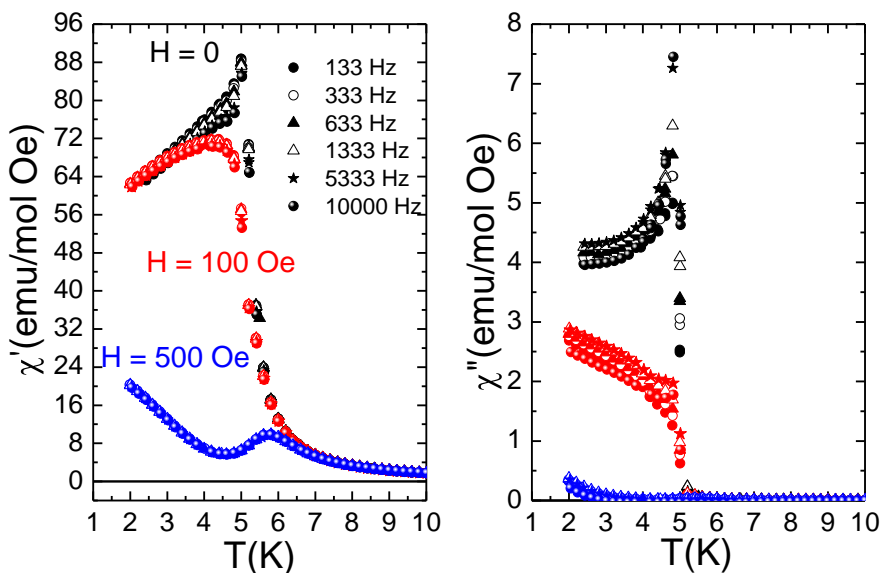 96
88
80
72
64
56
48
40
32
24
16
8
0
χ'(emu/mol Oe)
H = 0
133 Hz
333 Hz
633 Hz
1333 Hz
5333 Hz
10000 Hz
H = 100 Oe
H = 500 Oe
1 2 3 4 5 6 7 8 9 10
T(K)
8
7
6
5
4
3
2
1
0
χ"(emu/mol Oe)
1 2 3 4 5 6 7 8 9 10
T(K)